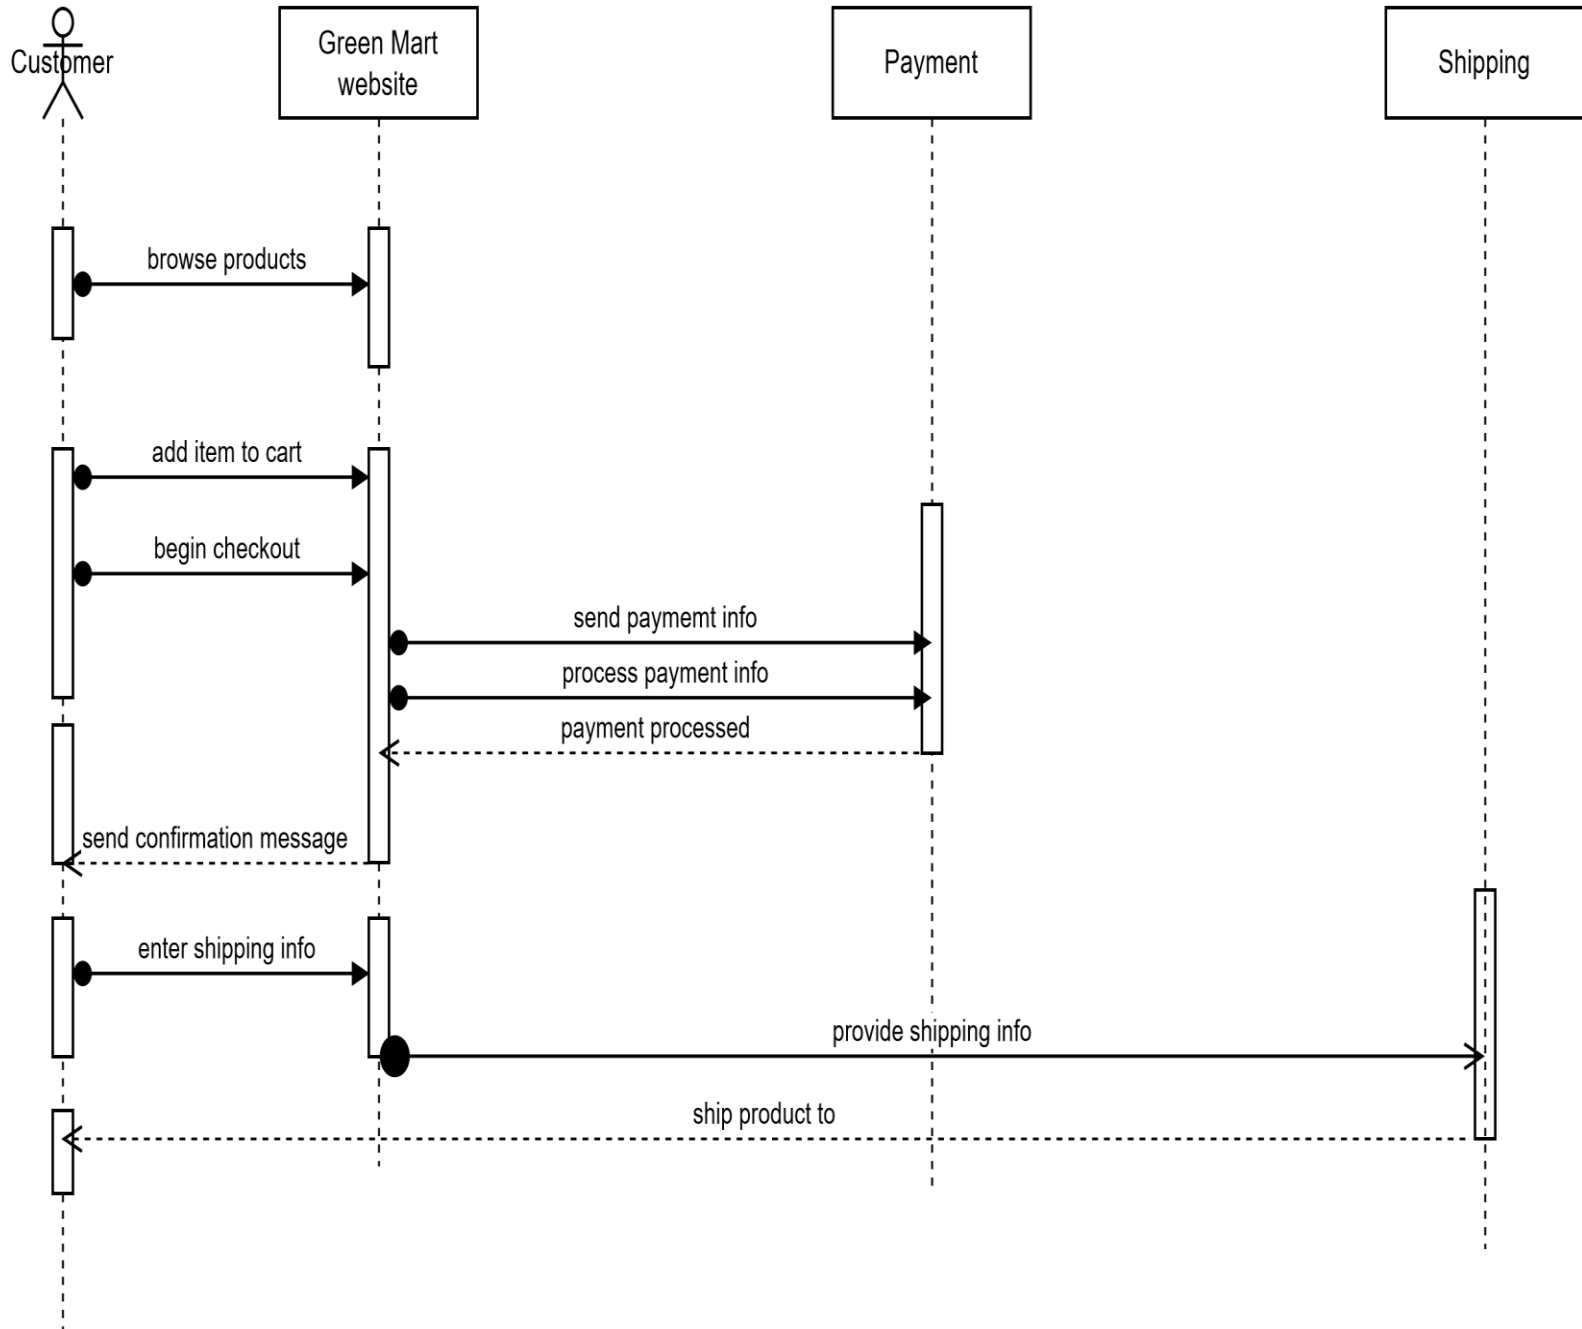 Customer
Green Mart
website
Payment
Shipping
browse products
add item to cart
begin checkout
send paymemt info
process payment info
payment processed
send confirmation message
enter shipping info
provide shipping info
ship product to